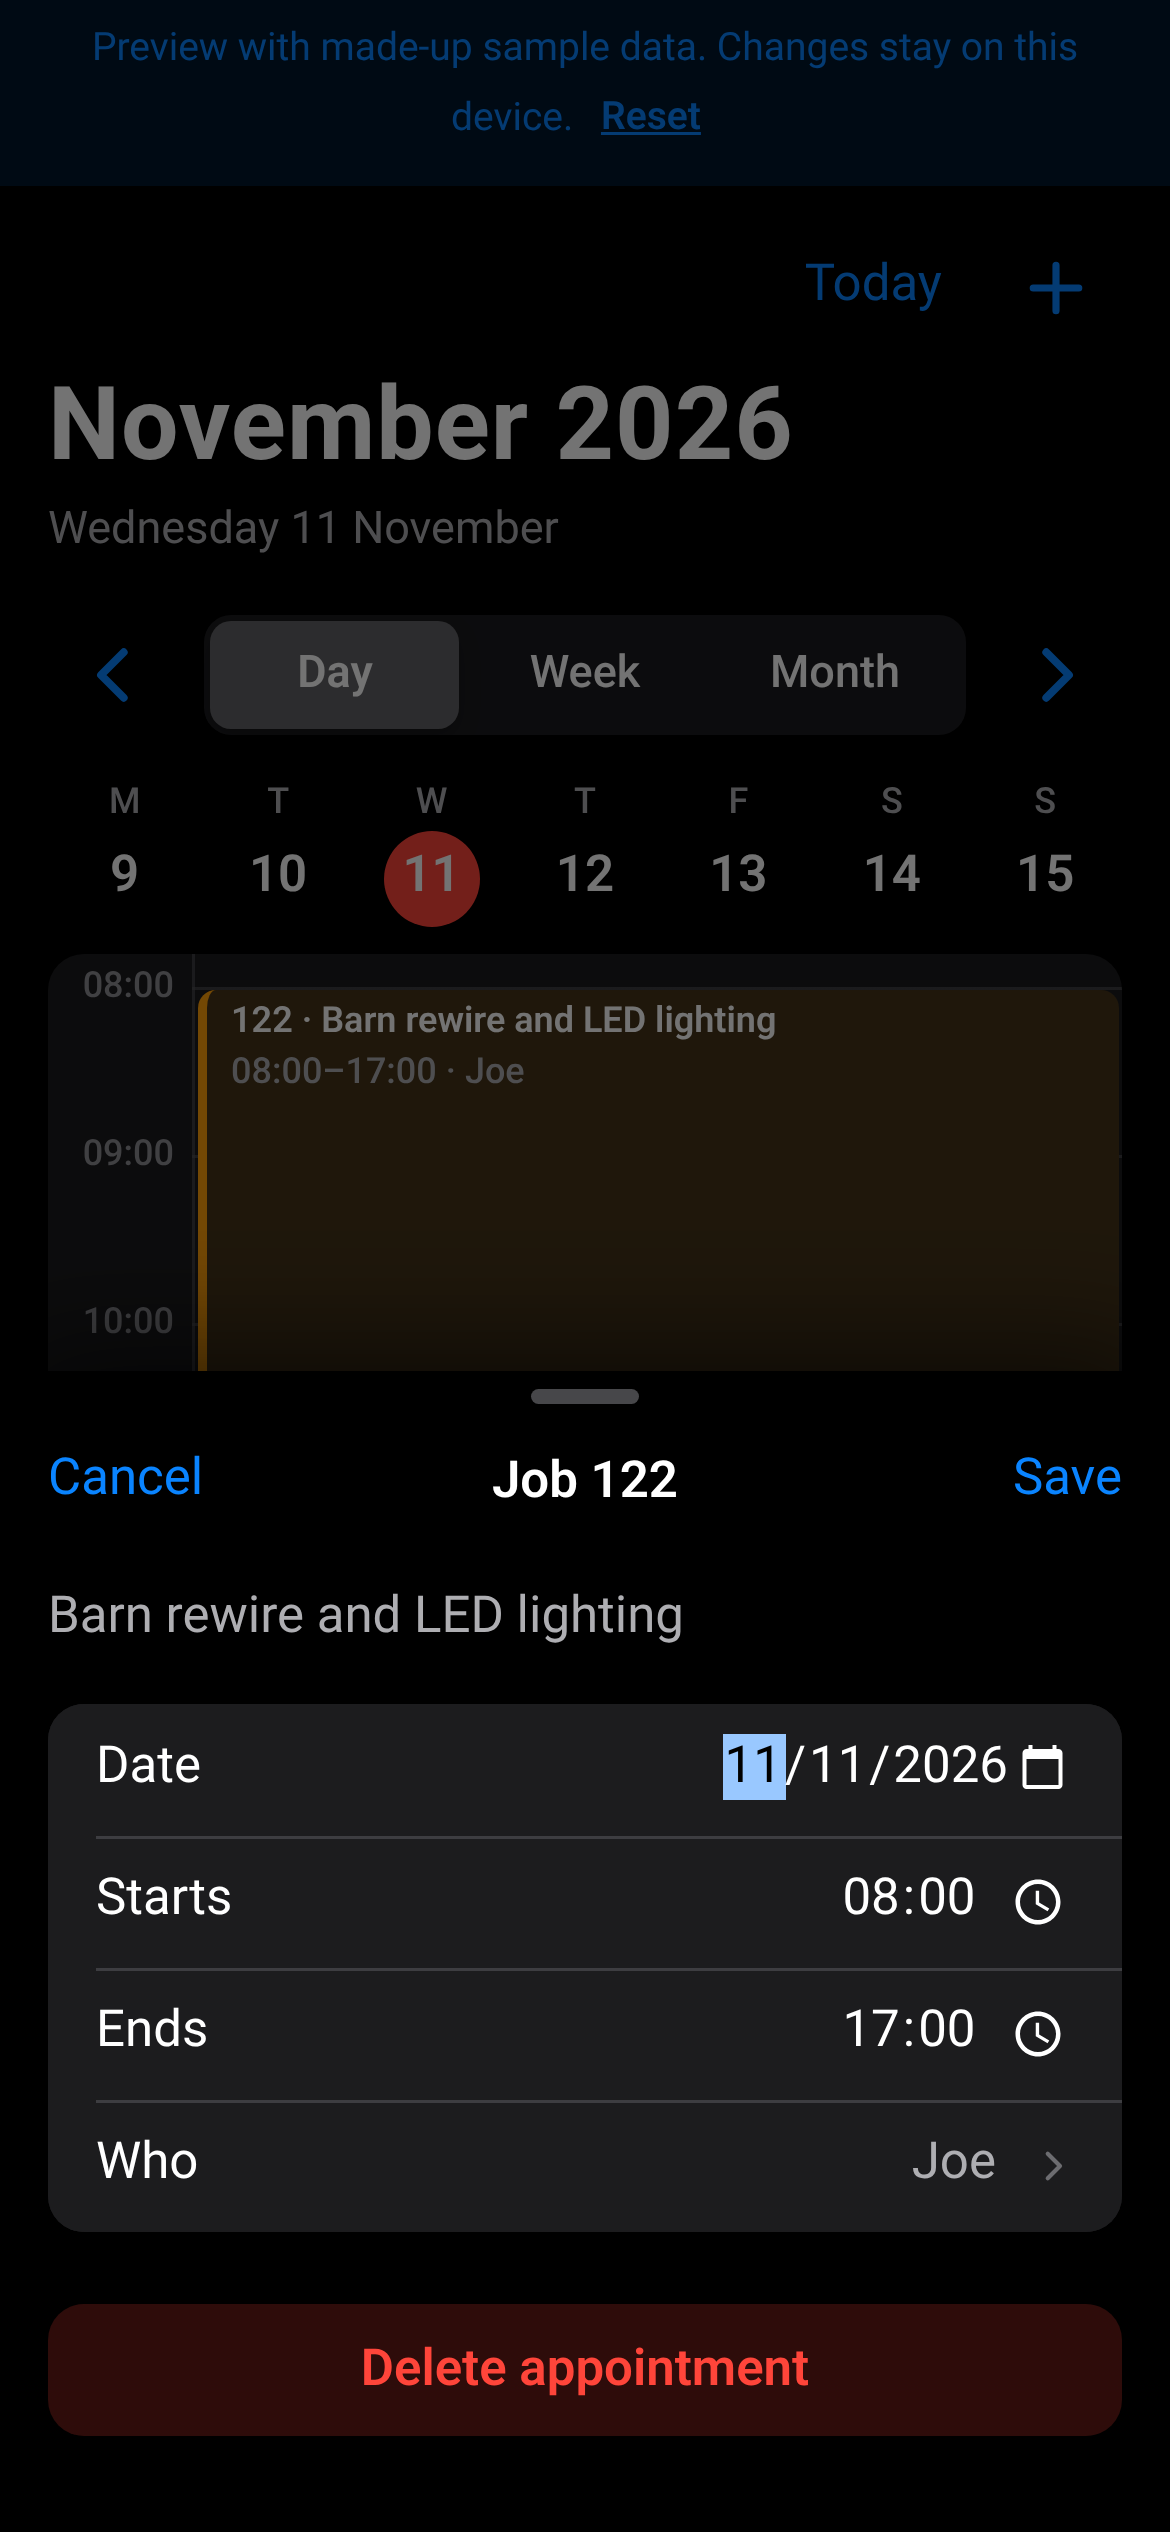 Preview with made-up sample data. Changes stay on this
device. Reset
Today
November 2026
Wednesday 11 November
Day Week Month
M T W T F S S
9 10 11 12 13 14 15
08:00
122 · Barn rewire and LED lighting
08:00–17:00 · Joe
09:00
10:00
Cancel Job 122 Save
Barn rewire and LED lighting
Date 11/11/2026
Starts 08:00
Ends 17:00
Who Joe
Delete appointment